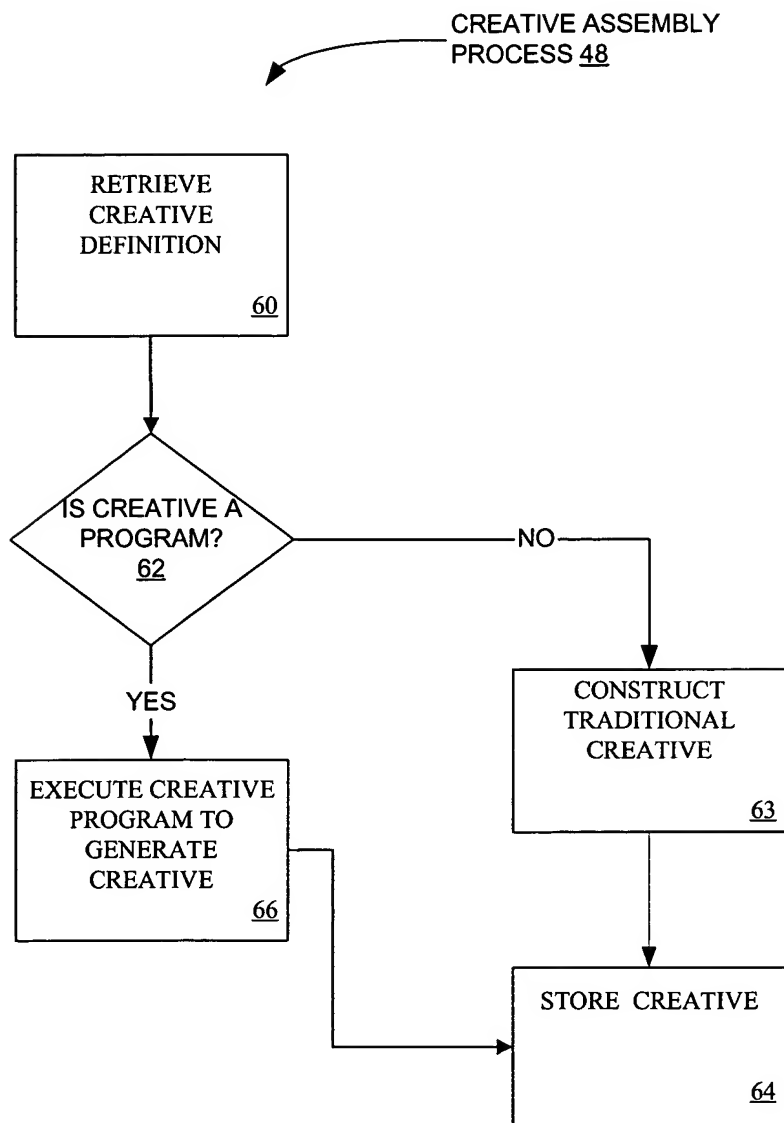 CREATIVE ASSEMBLY
PROCESS 48
RETRIEVE
CREATIVE
DEFINITION
60
IS CREATIVE A
PROGRAM?
62
NO
YES
CONSTRUCT
TRADITIONAL
CREATIVE
63
EXECUTE CREATIVE
PROGRAM TO
GENERATE
CREATIVE
66
STORE CREATIVE
64